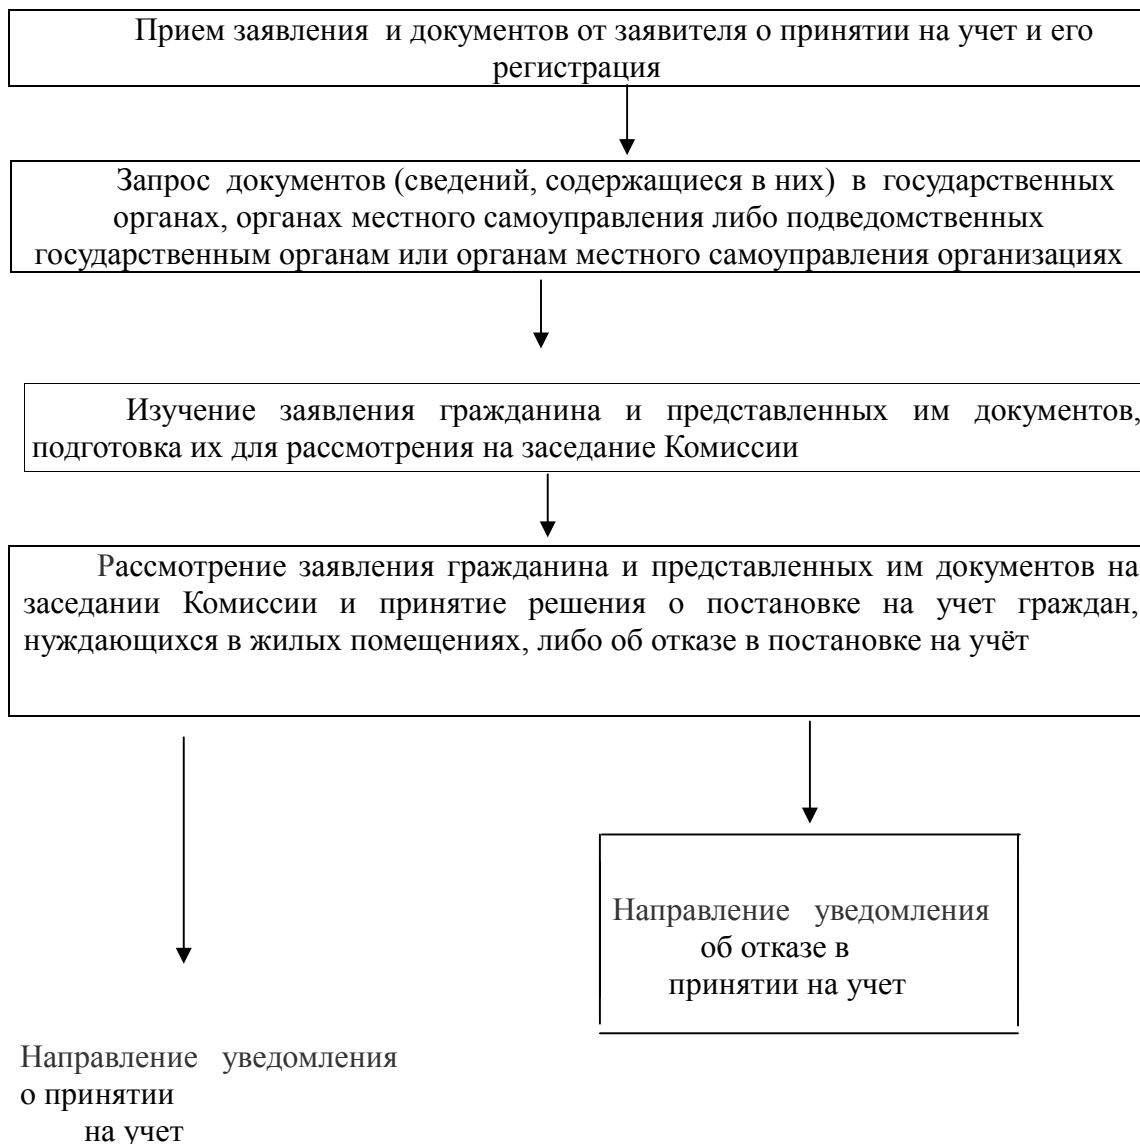 Прием заявления и документов от заявителя о принятии на учет и его
регистрация
Запрос документов (сведений, содержащиеся в них) в государственных
органах, органах местного самоуправления либо подведомственных
государственным органам или органам местного самоуправления организациях
Изучение заявления гражданина и представленных им документов,
подготовка их для рассмотрения на заседание Комиссии
Рассмотрение заявления гражданина и представленных им документов на
заседании Комиссии и принятие решения о постановке на учет граждан,
нуждающихся в жилых помещениях, либо об отказе в постановке на учёт
Направление уведомления
об отказе в
принятии на учет
Направление уведомления
о принятии
на учет